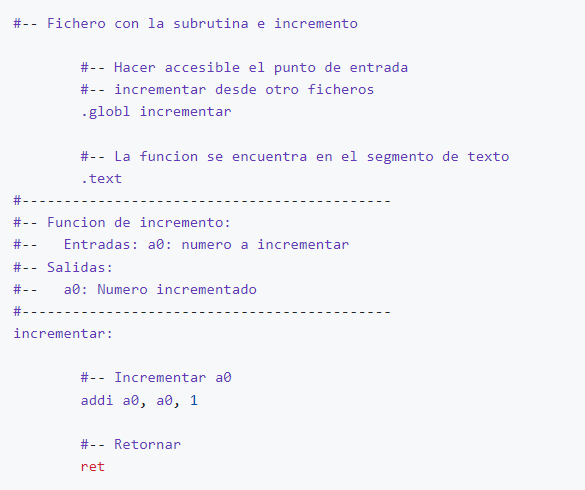 #-- Fichero con la subrutina e incremento
#-- Hacer accesible el punto de entrada
#-- incrementar desde otro ficheros
.globl incrementar
#-- La funcion se encuentra en el segmento de texto
.text
#--------------------------------------------
#-- Funcion de incremento:
#--   Entradas: a0: numero a incrementar
#-- Salidas:
#--   a0: Numero incrementado
#--------------------------------------------
incrementar:
#-- Incrementar a0
addi a0, a0, 1
#-- Retornar
ret